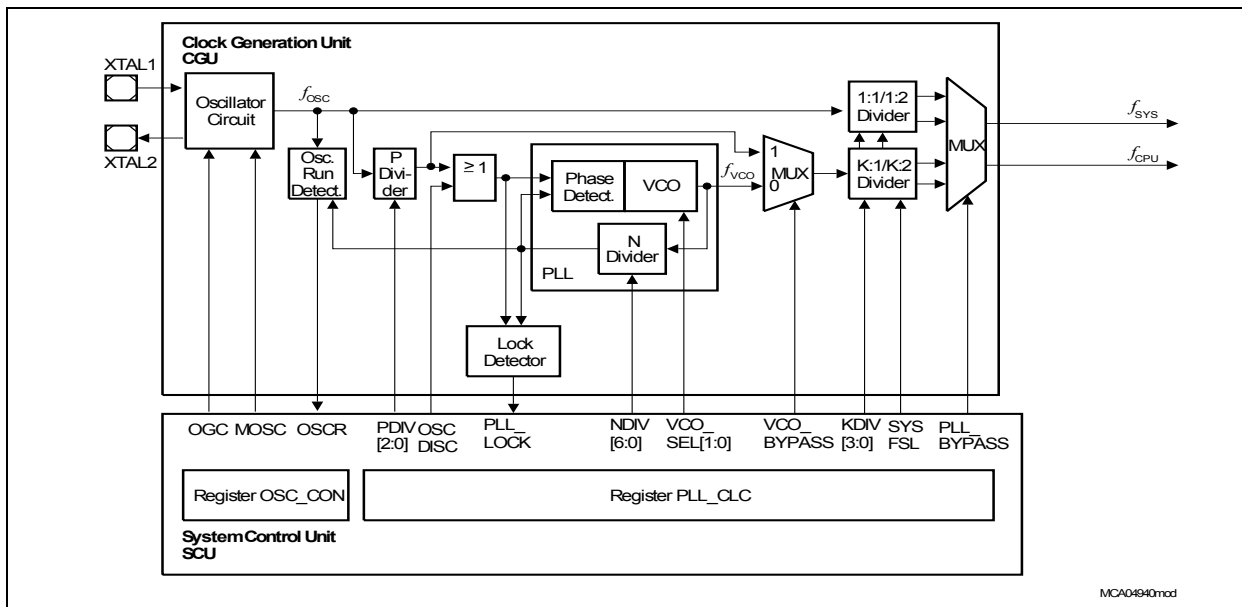 Clock Generation Unit
CGU
XTAL1
XTAL2
Oscillator
Circuit
fOSC
Osc.
Run
Detect.
P
Divi-
der
≥ 1
Phase
Detect.
VCO
fVCO
N
Divider
PLL
Lock
Detector
1
MUX
0
1:1/1:2
Divider
K:1/K:2
Divider
MUX
fSYS
fCPU
OGC
MOSC
OSCR
PDIV
[2:0]
OSC
DISC
PLL_
LOCK
NDIV
[6:0]
VCO_
SEL[1:0]
VCO_
BYPASS
KDIV
[3:0]
SYS
FSL
PLL_
BYPASS
Register OSC_CON
Register PLL_CLC
System Control Unit
SCU
MCA04940mod